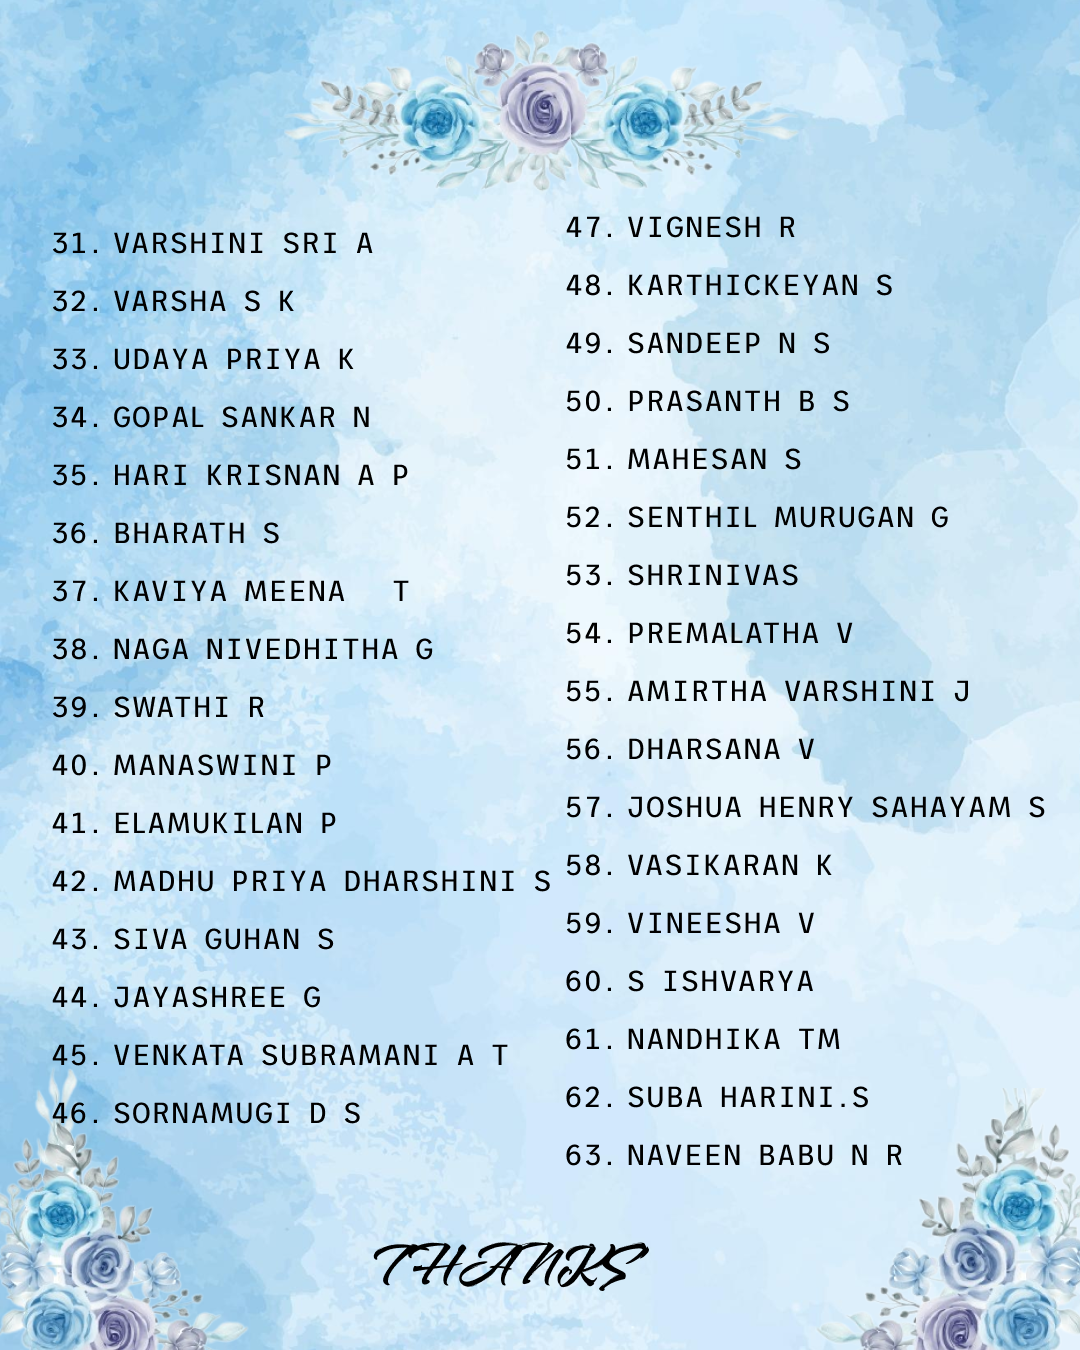 31. VARSHINI SRI A
32. VARSHA S K
33. UDAYA PRIYA K
34. GOPAL SANKAR N
35. HARI KRISNAN A P
36. BHARATH S
37. KAVIYA MEENA   T
38. NAGA NIVEDHITHA G
39. SWATHI R
40. MANASWINI P
41. ELAMUKILAN P
42. MADHU PRIYA DHARSHINI S
43. SIVA GUHAN S
44. JAYASHREE G
45. VENKATA SUBRAMANI A T
46. SORNAMUGI D S
47. VIGNESH R
48. KARTHICKEYAN S
49. SANDEEP N S
50. PRASANTH B S
51. MAHESAN S
52. SENTHIL MURUGAN G
53. SHRINIVAS
54. PREMALATHA V
55. AMIRTHA VARSHINI J
56. DHARSANA V
57. JOSHUA HENRY SAHAYAM S
58. VASIKARAN K
59. VINEESHA V
60. S ISHVARYA
61. NANDHIKA TM
62. SUBA HARINI.S
63. NAVEEN BABU N R
THANKS